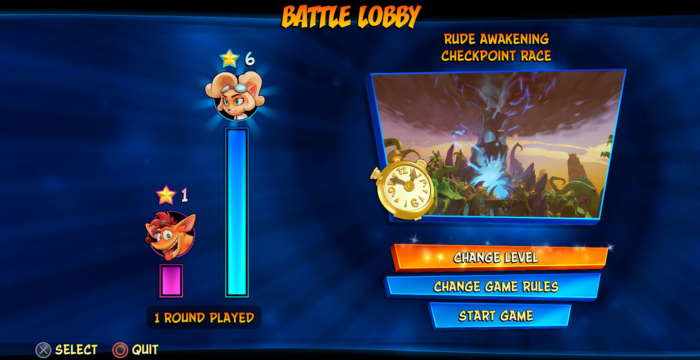 BATTLE LOBBY
RUDE AWAKENING
CHECKPOINT RACE
6
1
CHANGE LEVEL
CHANGE GAME RULES
START GAME
1 ROUND PLAYED
SELECT
QUIT